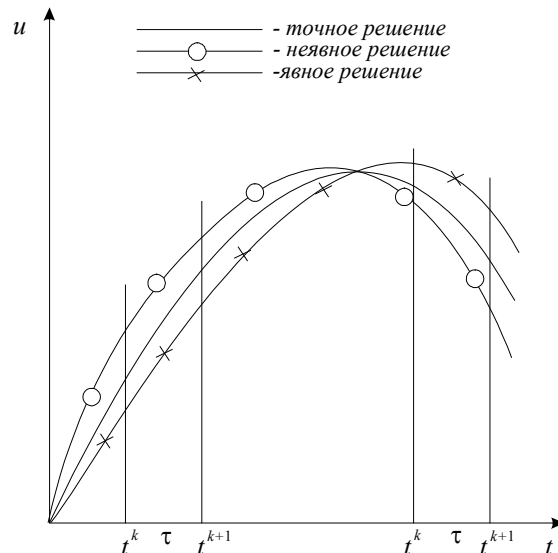 u
- точное решение
- неявное решение
-явное решение
t^k τ t^{k+1} t^k τ t^{k+1} t